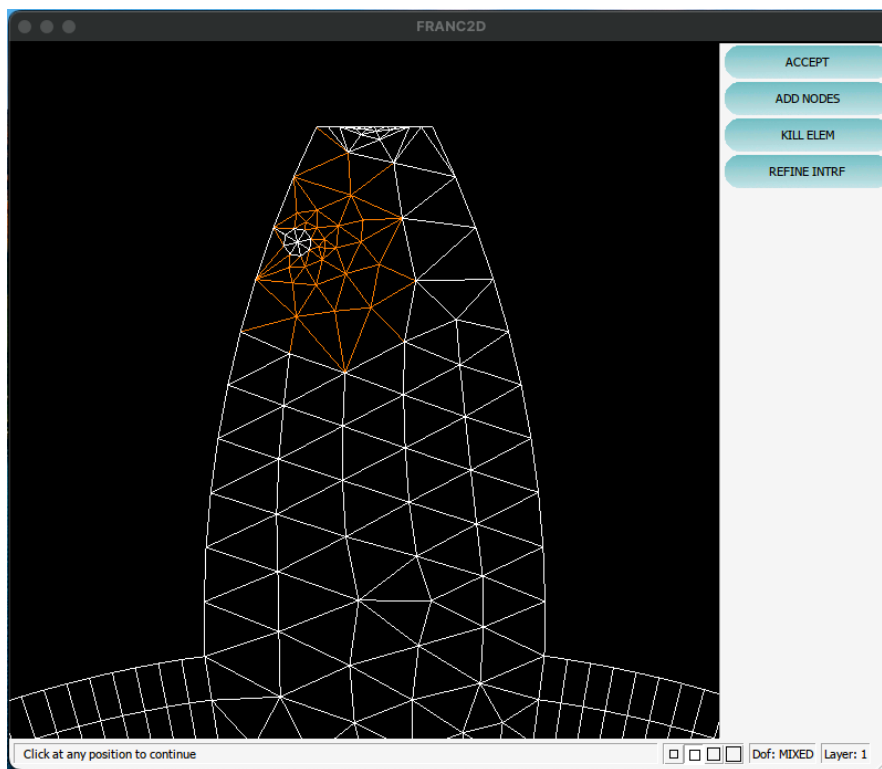 FRANC2D
ACCEPT
ADD NODES
KILL ELEM
REFINE INTRF
Click at any position to continue
Dof: MIXED
Layer: 1